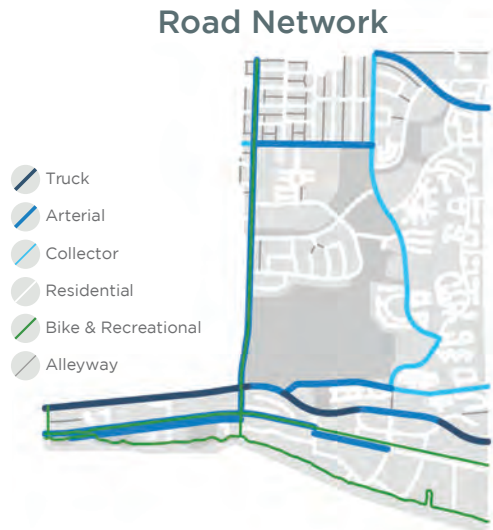 Road Network
Truck
Arterial
Collector
Residential
Bike & Recreational
Alleyway